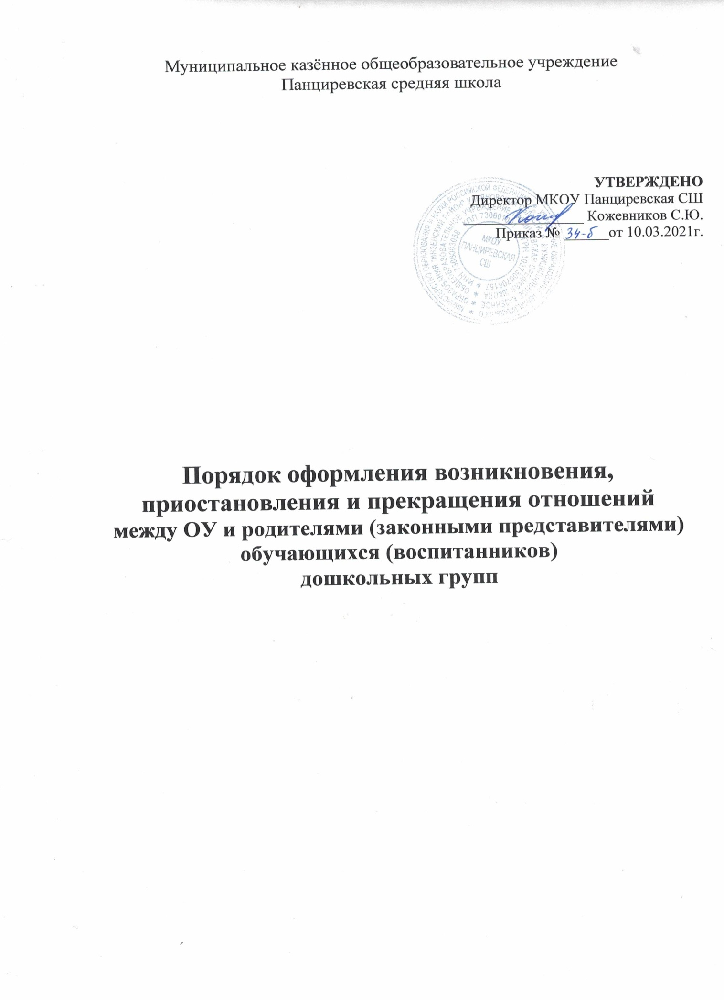 Муниципальное казённое общеобразовательное учреждение
Панциревская средняя школа
УТВЕРЖДЕНО
Директор МКОУ Панциревская СШ
Кожевников С.Ю.
Приказ № 34-б от 10.03.2021г.
МКОУ
ПАНЦИРЕВСКАЯ
СШ
Порядок оформления возникновения,
приостановления и прекращения отношений
между ОУ и родителями (законными представителями)
обучающихся (воспитанников)
дошкольных групп